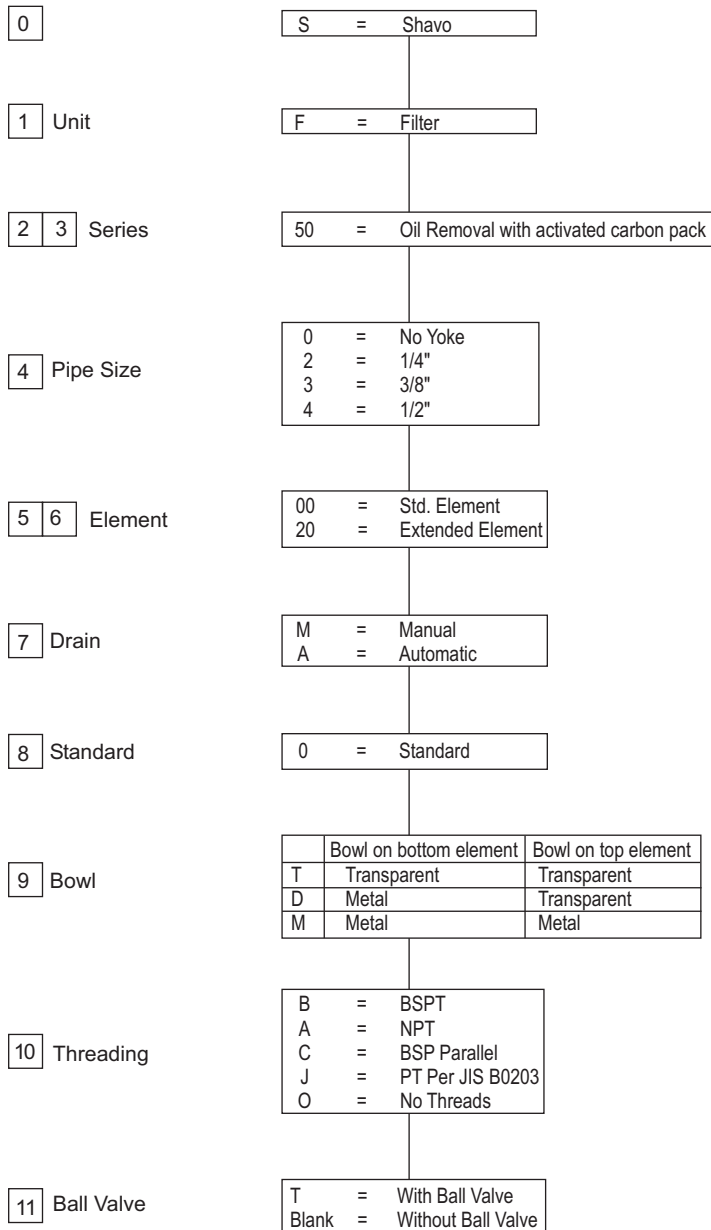 0 S = Shavo
1 Unit F = Filter
2 3 Series 50 = Oil Removal with activated carbon pack
0 = No Yoke
2 = 1/4"
4 Pipe Size
3 = 3/8"
4 = 1/2"
00 = Std. Element
5 6 Element
20 = Extended Element
M = Manual
7 Drain
A = Automatic
8 Standard 0 = Standard
Bowl on bottom element Bowl on top element
T Transparent Transparent
9 Bowl
D Metal Transparent
M Metal Metal
B = BSPT
A = NPT
10 Threading
C = BSP Parallel
J = PT Per JIS B0203
O = No Threads
T = With Ball Valve
11 Ball Valve
Blank = Without Ball Valve